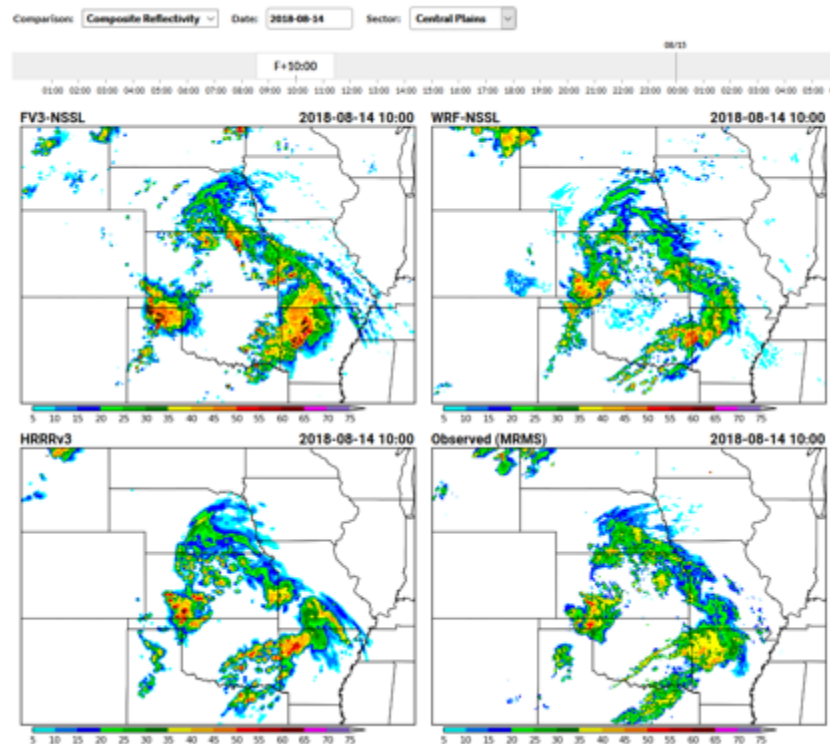 Comparison: Composite Reflectivity Date: 2018-08-14 Sector: Central Plains
08/15
F+10:00
01:00 02:00 03:00 04:00 05:00 06:00 07:00 08:00 09:00 10:00 11:00 12:00 13:00 14:00 15:00 16:00 17:00 18:00 19:00 20:00 21:00 22:00 23:00 00:00 01:00 02:00 03:00 04:00 05:00
FV3-NSSL 2018-08-14 10:00 WRF-NSSL 2018-08-14 10:00
5 10 15 20 25 30 35 40 45 50 55 60 65 70 75 5 10 15 20 25 30 35 40 45 50 55 60 65 70 75
HRRRv3 2018-08-14 10:00 Observed (MRMS) 2018-08-14 10:00
5 10 15 20 25 30 35 40 45 50 55 60 65 70 75 5 10 15 20 25 30 35 40 45 50 55 60 65 70 75